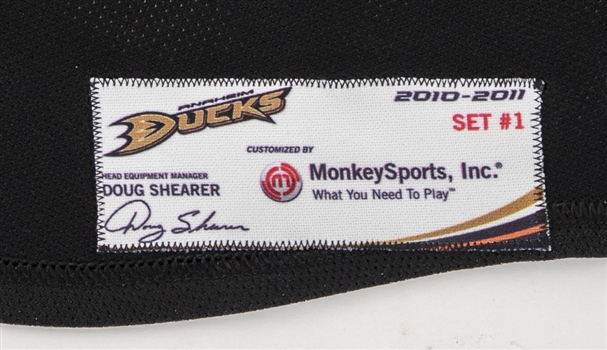 ANAHEIM
DUCKS
2010-2011
SET #1
CUSTOMIZED BY
MonkeySports, Inc.®
What You Need To Play™
HEAD EQUIPMENT MANAGER
DOUG SHEARER
Doug Shearer